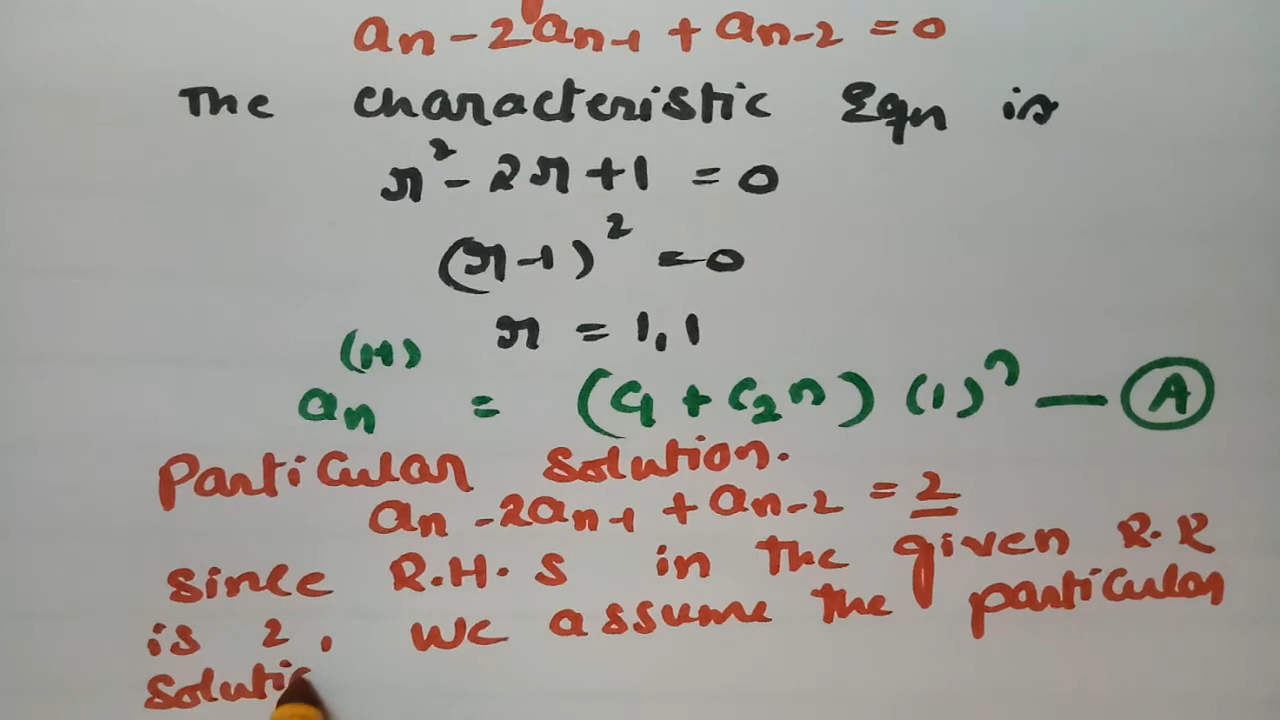 an - 2an-1 + an-2 = 0
The characteristic Eqn is
r² - 2r + 1 = 0
(r-1)² = 0
r = 1, 1
an(H) = (C1 + C2n) (1)ⁿ — A
Particular Solution.
an - 2an-1 + an-2 = 2
Since R.H.S in the given R.R
is 2, we assume the particular
Solutio